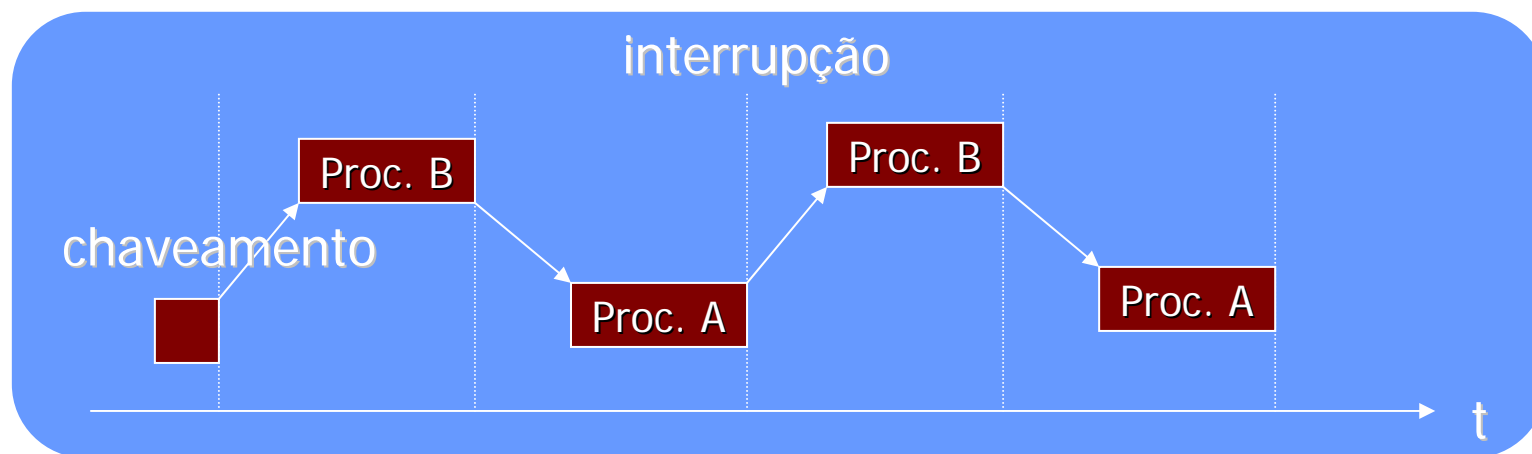 interrupção
Proc. B
Proc. B
chaveamento
Proc. A
Proc. A
t